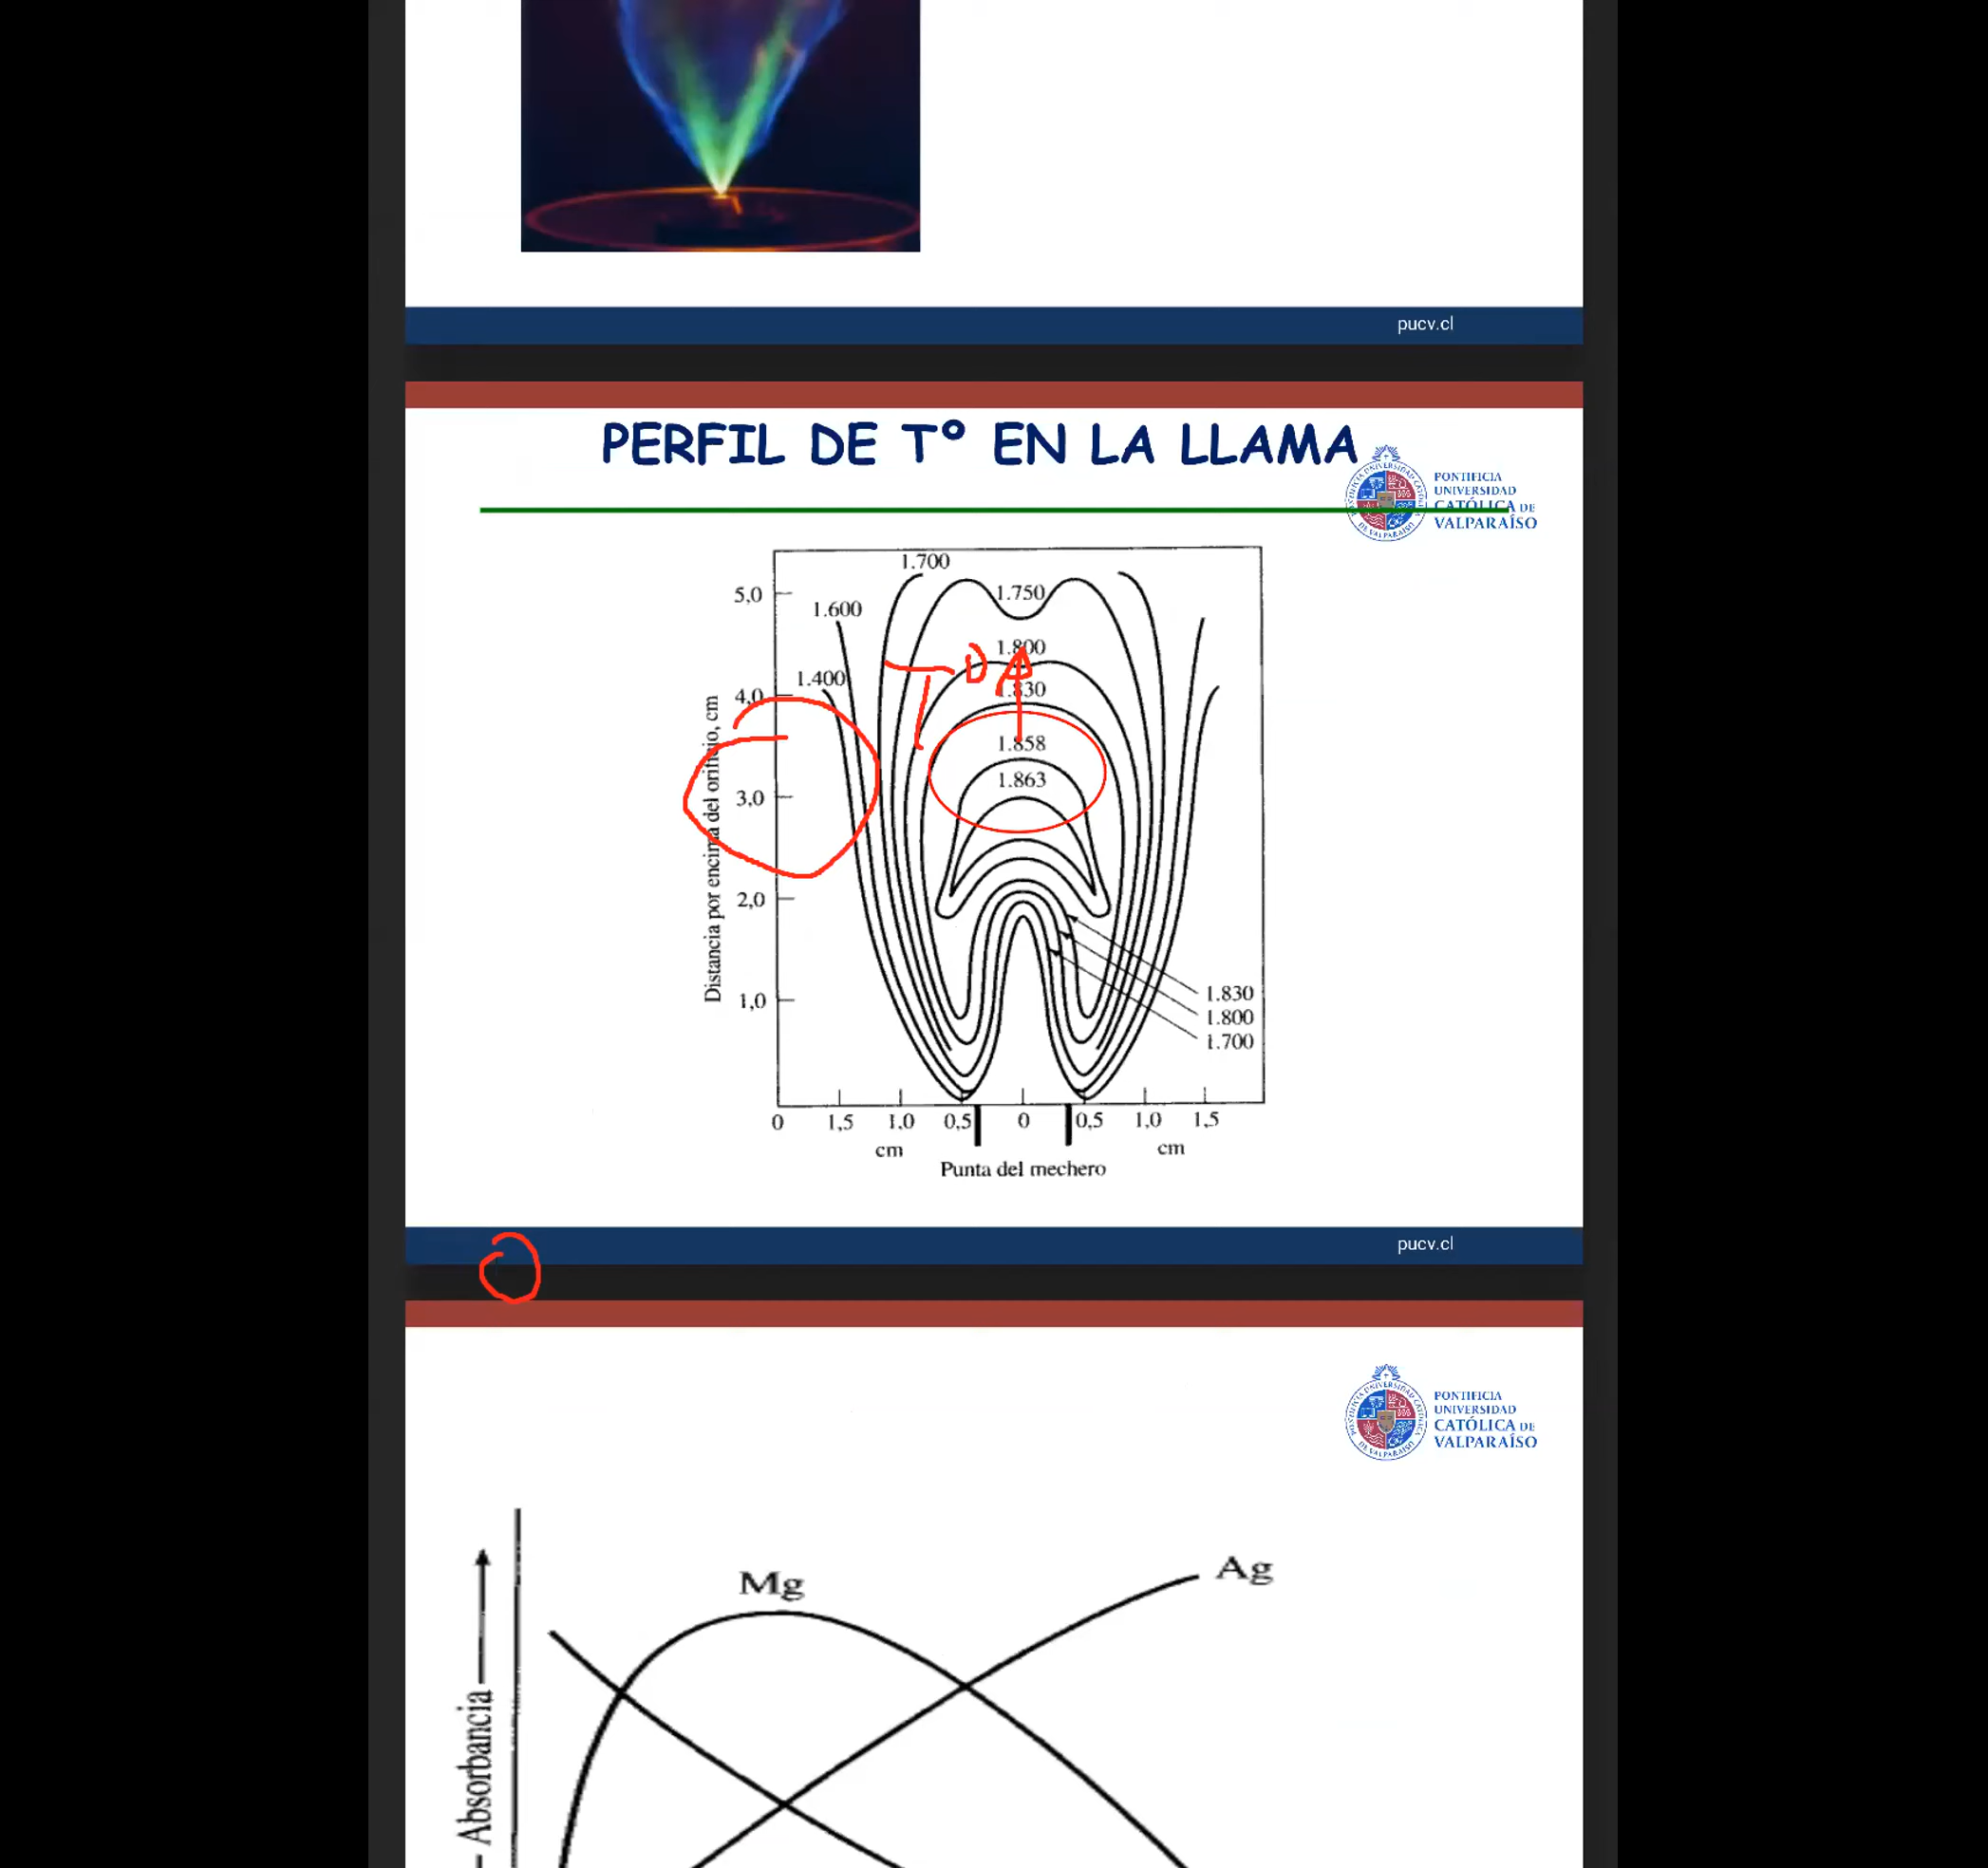 pucv.cl
PERFIL DE Tº EN LA LLAMA
PONTIFICIA
UNIVERSIDAD
CATÓLICA DE
VALPARAÍSO
1.700
5,0
1.750
1.600
1.800
Tº
1.400
4,0
1.830
1.858
1.863
3,0
Distancia por encima del orificio, cm
2,0
1,0
1.830
1.800
1.700
0 1,5 1,0 0,5 0 0,5 1,0 1,5
cm cm
Punta del mechero
pucv.cl
PONTIFICIA
UNIVERSIDAD
CATÓLICA DE
VALPARAÍSO
Mg
Ag
Absorbancia